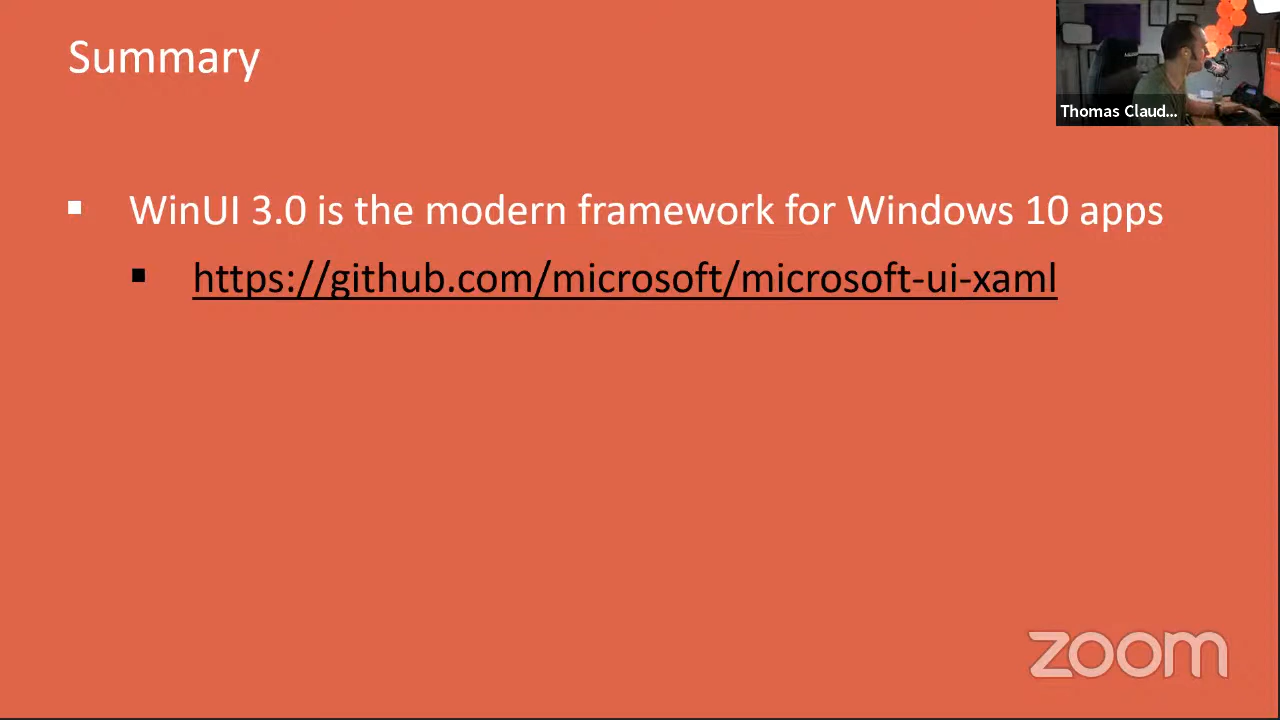 Summary
Thomas Claud...
WinUI 3.0 is the modern framework for Windows 10 apps
https://github.com/microsoft/microsoft-ui-xaml
zoom